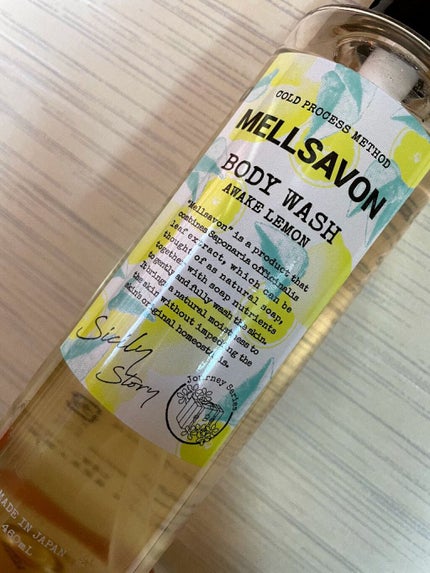 COLD PROCESS METHOD
MELLSAVON
BODY WASH
AWAKE LEMON
"Mellsavon" is a product that
combines Saponaria officinalis
leaf extract, which can be
thought of as natural soap,
together with soap nutrients
to gently and fully wash the skin.
It brings a natural moistness to
the skin without impeding the
skin's original homeostasis.
Sicily
Story
Journey Series
MADE IN JAPAN
460mL